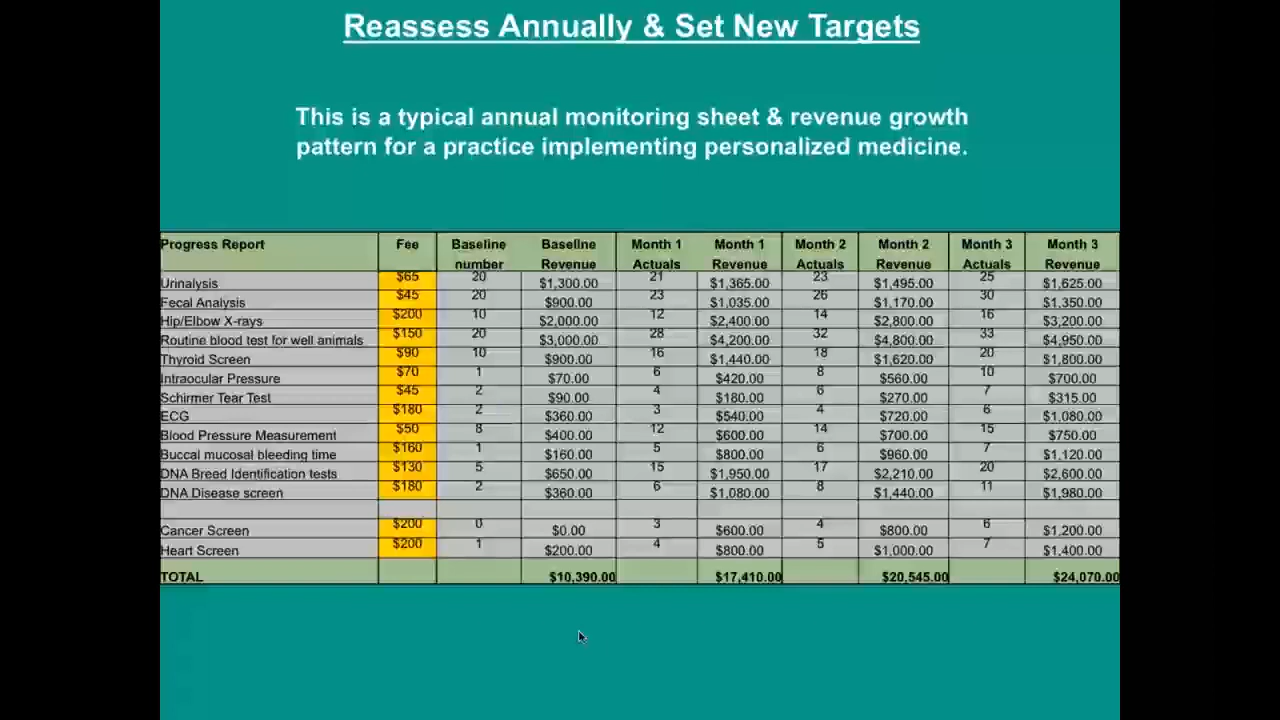 Reassess Annually & Set New Targets
This is a typical annual monitoring sheet & revenue growth
pattern for a practice implementing personalized medicine.
Progress Report Fee Baseline number Baseline Revenue Month 1 Actuals Month 1 Revenue Month 2 Actuals Month 2 Revenue Month 3 Actuals Month 3 Revenue
Urinalysis $65 20 $1,300.00 21 $1,365.00 23 $1,495.00 25 $1,625.00
Fecal Analysis $45 20 $900.00 23 $1,035.00 26 $1,170.00 30 $1,350.00
Hip/Elbow X-rays $200 10 $2,000.00 12 $2,400.00 14 $2,800.00 16 $3,200.00
Routine blood test for well animals $150 20 $3,000.00 28 $4,200.00 32 $4,800.00 33 $4,950.00
Thyroid Screen $90 10 $900.00 16 $1,440.00 18 $1,620.00 20 $1,800.00
Intraocular Pressure $70 1 $70.00 6 $420.00 8 $560.00 10 $700.00
Schirmer Tear Test $45 2 $90.00 4 $180.00 6 $270.00 7 $315.00
ECG $180 2 $360.00 3 $540.00 4 $720.00 6 $1,080.00
Blood Pressure Measurement $50 8 $400.00 12 $600.00 14 $700.00 15 $750.00
Buccal mucosal bleeding time $160 1 $160.00 5 $800.00 6 $960.00 7 $1,120.00
DNA Breed Identification tests $130 5 $650.00 15 $1,950.00 17 $2,210.00 20 $2,600.00
DNA Disease screen $180 2 $360.00 6 $1,080.00 8 $1,440.00 11 $1,980.00
Cancer Screen $200 0 $0.00 3 $600.00 4 $800.00 6 $1,200.00
Heart Screen $200 1 $200.00 4 $800.00 5 $1,000.00 7 $1,400.00
TOTAL $10,390.00 $17,410.00 $20,545.00 $24,070.00